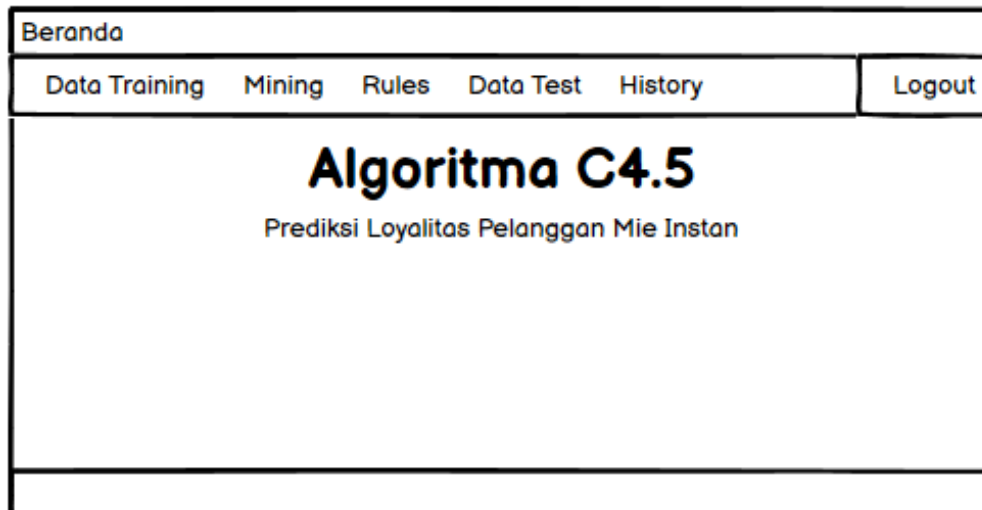 Beranda
Data Training Mining Rules Data Test History Logout
Algoritma C4.5
Prediksi Loyalitas Pelanggan Mie Instan